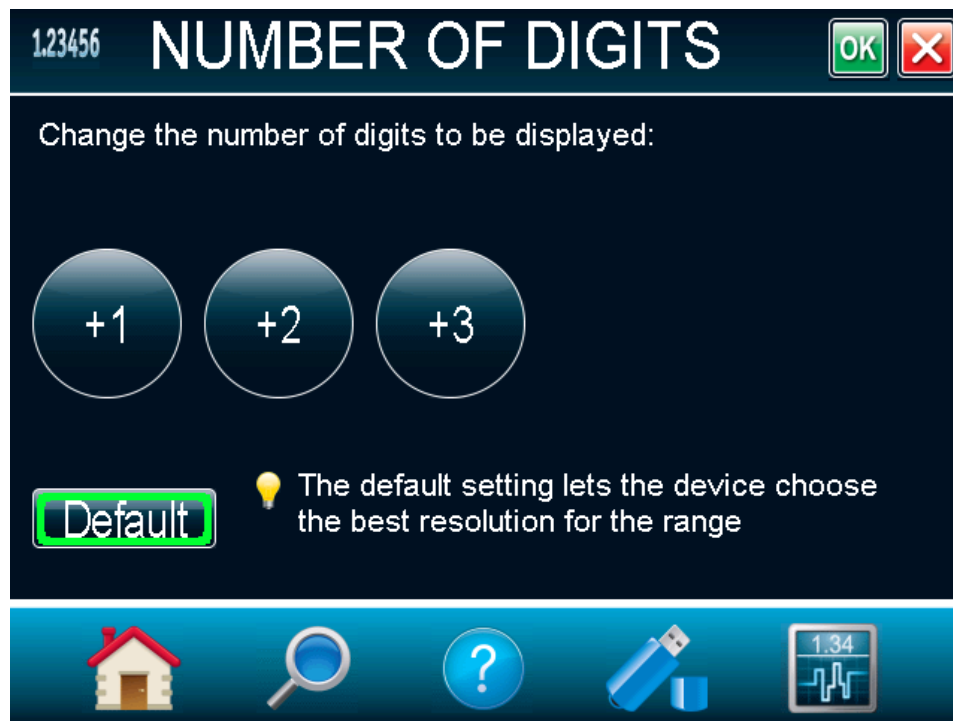 1.23456 NUMBER OF DIGITS OK
Change the number of digits to be displayed:
+1 +2 +3
Default
The default setting lets the device choose
the best resolution for the range
?
1.34